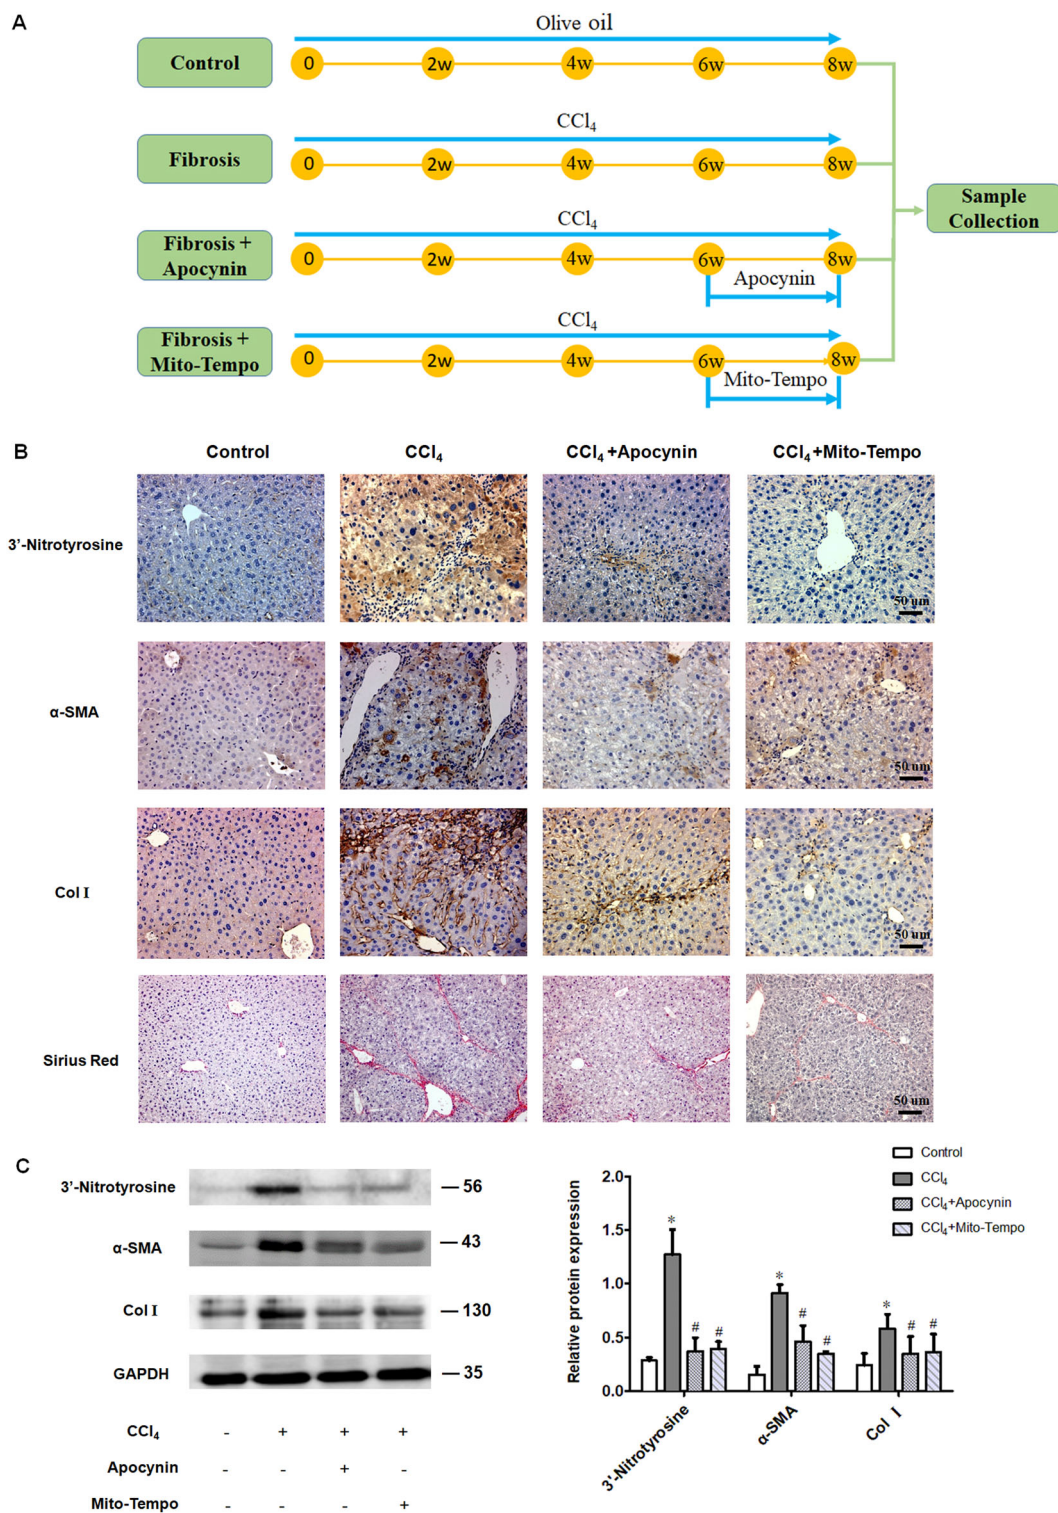 A
Olive oil
Control
0
2w
4w
6w
8w
CCl₄
Fibrosis
0
2w
4w
6w
8w
Sample
Collection
CCl₄
Fibrosis +
Apocynin
0
2w
4w
6w
8w
Apocynin
CCl₄
Fibrosis +
Mito-Tempo
0
2w
4w
6w
8w
Mito-Tempo
B
Control
CCl₄
CCl₄ +Apocynin
CCl₄+Mito-Tempo
3'-Nitrotyrosine
50 um
α-SMA
50 um
Col I
50 um
Sirius Red
50 um
C
3'-Nitrotyrosine
— 56
α-SMA
— 43
Col I
— 130
GAPDH
— 35
CCl₄ - + + +
Apocynin - - + -
Mito-Tempo - - - +
Control
CCl₄
CCl₄+Apocynin
CCl₄+Mito-Tempo
Relative protein expression
2.0
1.5
1.0
0.5
0.0
* # #
* # #
* # #
3'-Nitrotyrosine
α-SMA
Col I